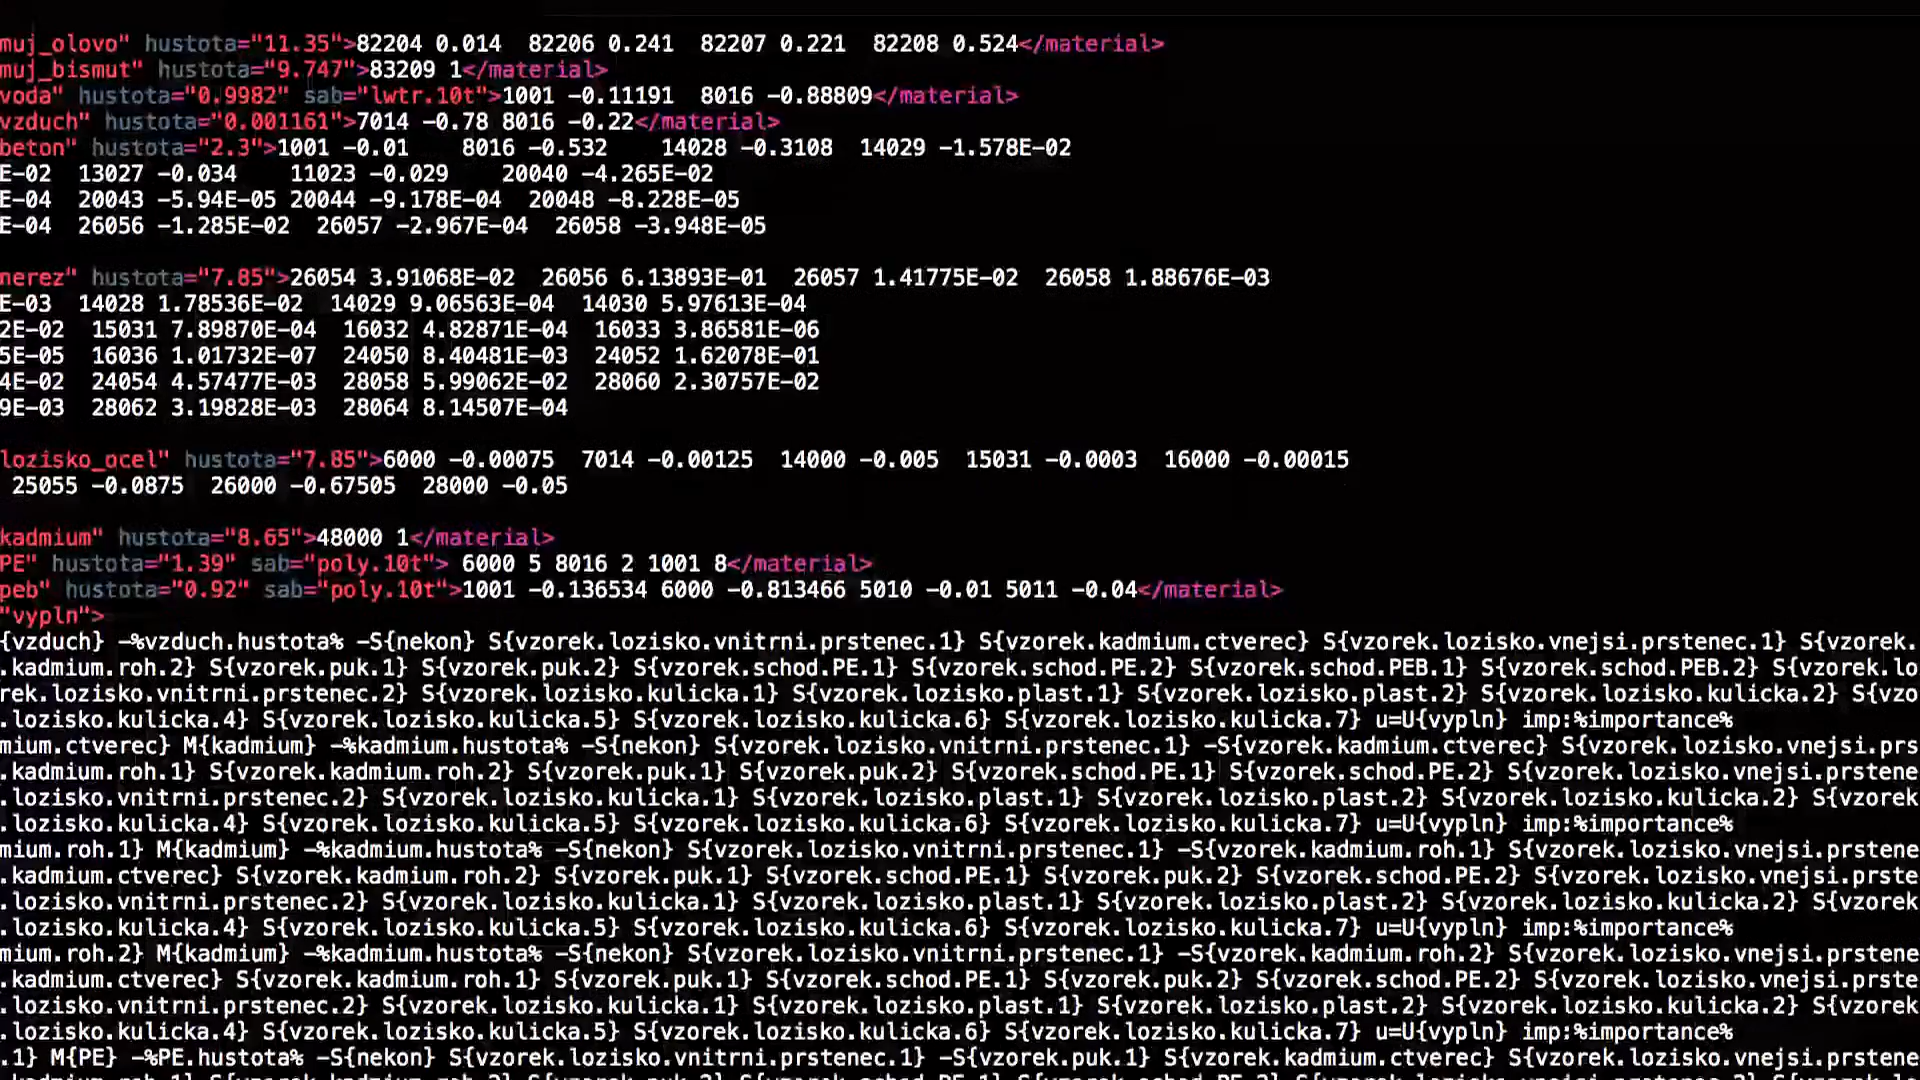 muj_olovo" hustota="11.35">82204 0.014  82206 0.241  82207 0.221  82208 0.524</material>
muj_bismut" hustota="9.747">83209 1</material>
voda" hustota="0.9982" sab="lwtr.10t">1001 -0.11191  8016 -0.88809</material>
vzduch" hustota="0.001161">7014 -0.78 8016 -0.22</material>
beton" hustota="2.3">1001 -0.01    8016 -0.532    14028 -0.3108  14029 -1.578E-02
E-02  13027 -0.034    11023 -0.029    20040 -4.265E-02
E-04  20043 -5.94E-05 20044 -9.178E-04  20048 -8.228E-05
E-04  26056 -1.285E-02  26057 -2.967E-04  26058 -3.948E-05
nerez" hustota="7.85">26054 3.91068E-02  26056 6.13893E-01  26057 1.41775E-02  26058 1.88676E-03
E-03  14028 1.78536E-02  14029 9.06563E-04  14030 5.97613E-04
2E-02  15031 7.89870E-04  16032 4.82871E-04  16033 3.86581E-06
5E-05  16036 1.01732E-07  24050 8.40481E-03  24052 1.62078E-01
4E-02  24054 4.57477E-03  28058 5.99062E-02  28060 2.30757E-02
9E-03  28062 3.19828E-03  28064 8.14507E-04
lozisko_ocel" hustota="7.85">6000 -0.00075  7014 -0.00125  14000 -0.005  15031 -0.0003  16000 -0.00015
25055 -0.0875  26000 -0.67505  28000 -0.05
kadmium" hustota="8.65">48000 1</material>
PE" hustota="1.39" sab="poly.10t"> 6000 5 8016 2 1001 8</material>
peb" hustota="0.92" sab="poly.10t">1001 -0.136534 6000 -0.813466 5010 -0.01 5011 -0.04</material>
"vypln">
{vzduch} -%vzduch.hustota% -S{nekon} S{vzorek.lozisko.vnitrni.prstenec.1} S{vzorek.kadmium.ctverec} S{vzorek.lozisko.vnejsi.prstenec.1} S{vzorek.
.kadmium.roh.2} S{vzorek.puk.1} S{vzorek.puk.2} S{vzorek.schod.PE.1} S{vzorek.schod.PE.2} S{vzorek.schod.PEB.1} S{vzorek.schod.PEB.2} S{vzorek.lo
rek.lozisko.vnitrni.prstenec.2} S{vzorek.lozisko.kulicka.1} S{vzorek.lozisko.plast.1} S{vzorek.lozisko.plast.2} S{vzorek.lozisko.kulicka.2} S{vzo
.lozisko.kulicka.4} S{vzorek.lozisko.kulicka.5} S{vzorek.lozisko.kulicka.6} S{vzorek.lozisko.kulicka.7} u=U{vypln} imp:%importance%
mium.ctverec} M{kadmium} -%kadmium.hustota% -S{nekon} S{vzorek.lozisko.vnitrni.prstenec.1} -S{vzorek.kadmium.ctverec} S{vzorek.lozisko.vnejsi.prs
.kadmium.roh.1} S{vzorek.kadmium.roh.2} S{vzorek.puk.1} S{vzorek.puk.2} S{vzorek.schod.PE.1} S{vzorek.schod.PE.2} S{vzorek.lozisko.vnejsi.prstene
.lozisko.vnitrni.prstenec.2} S{vzorek.lozisko.kulicka.1} S{vzorek.lozisko.plast.1} S{vzorek.lozisko.plast.2} S{vzorek.lozisko.kulicka.2} S{vzorek
.lozisko.kulicka.4} S{vzorek.lozisko.kulicka.5} S{vzorek.lozisko.kulicka.6} S{vzorek.lozisko.kulicka.7} u=U{vypln} imp:%importance%
mium.roh.1} M{kadmium} -%kadmium.hustota% -S{nekon} S{vzorek.lozisko.vnitrni.prstenec.1} -S{vzorek.kadmium.roh.1} S{vzorek.lozisko.vnejsi.prstene
.kadmium.ctverec} S{vzorek.kadmium.roh.2} S{vzorek.puk.1} S{vzorek.schod.PE.1} S{vzorek.puk.2} S{vzorek.schod.PE.2} S{vzorek.lozisko.vnejsi.prste
.lozisko.vnitrni.prstenec.2} S{vzorek.lozisko.kulicka.1} S{vzorek.lozisko.plast.1} S{vzorek.lozisko.plast.2} S{vzorek.lozisko.kulicka.2} S{vzorek
.lozisko.kulicka.4} S{vzorek.lozisko.kulicka.5} S{vzorek.lozisko.kulicka.6} S{vzorek.lozisko.kulicka.7} u=U{vypln} imp:%importance%
mium.roh.2} M{kadmium} -%kadmium.hustota% -S{nekon} S{vzorek.lozisko.vnitrni.prstenec.1} -S{vzorek.kadmium.roh.2} S{vzorek.lozisko.vnejsi.prstene
.kadmium.ctverec} S{vzorek.kadmium.roh.1} S{vzorek.puk.1} S{vzorek.schod.PE.1} S{vzorek.puk.2} S{vzorek.schod.PE.2} S{vzorek.lozisko.vnejsi.prste
.lozisko.vnitrni.prstenec.2} S{vzorek.lozisko.kulicka.1} S{vzorek.lozisko.plast.1} S{vzorek.lozisko.plast.2} S{vzorek.lozisko.kulicka.2} S{vzorek
.lozisko.kulicka.4} S{vzorek.lozisko.kulicka.5} S{vzorek.lozisko.kulicka.6} S{vzorek.lozisko.kulicka.7} u=U{vypln} imp:%importance%
.1} M{PE} -%PE.hustota% -S{nekon} S{vzorek.lozisko.vnitrni.prstenec.1} -S{vzorek.puk.1} S{vzorek.kadmium.ctverec} S{vzorek.lozisko.vnejsi.prstene